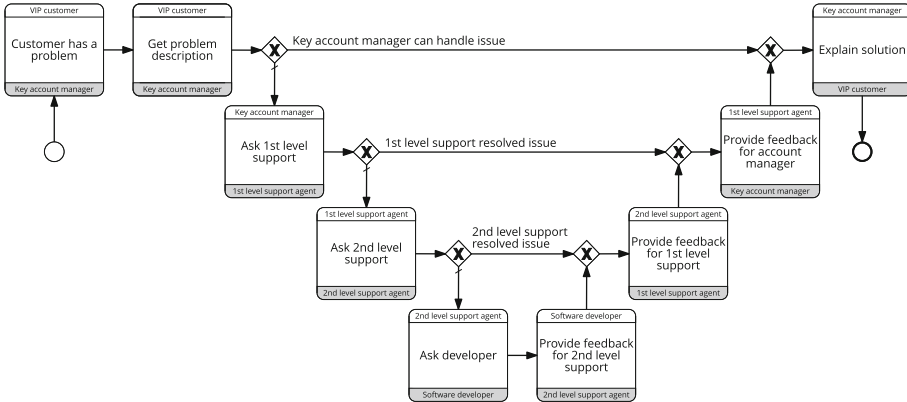 VIP customer
Customer has a
problem
Key account manager
VIP customer
Get problem
description
Key account manager
Key account manager can handle issue
Key account manager
Explain solution
VIP customer
Key account manager
Ask 1st level
support
1st level support agent
1st level support resolved issue
1st level support agent
Provide feedback
for account
manager
Key account manager
1st level support agent
Ask 2nd level
support
2nd level support agent
2nd level support
resolved issue
2nd level support agent
Provide feedback
for 1st level
support
1st level support agent
2nd level support agent
Ask developer
Software developer
Software developer
Provide feedback
for 2nd level
support
2nd level support agent